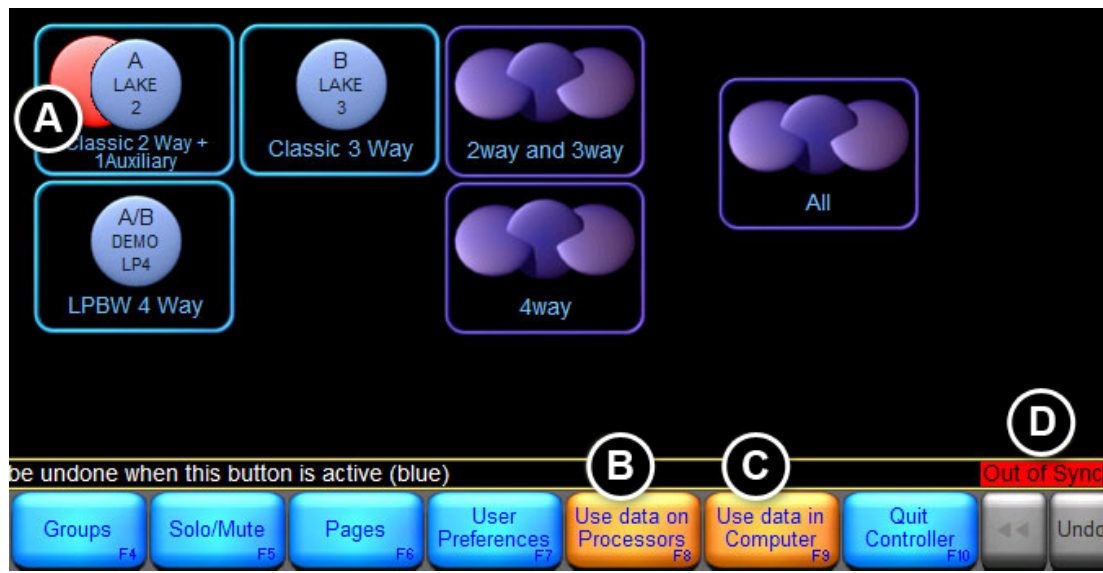 A
LAKE
2
A
Classic 2 Way +
1Auxiliary
B
LAKE
3
Classic 3 Way
2way and 3way
All
A/B
DEMO
LP4
LPBW 4 Way
4way
D
be undone when this button is active (blue)
B
C
Out of Sync
Groups
F4
Solo/Mute
F5
Pages
F6
User
Preferences
F7
Use data on
Processors
F8
Use data in
Computer
F9
Quit
Controller
F10
Undo